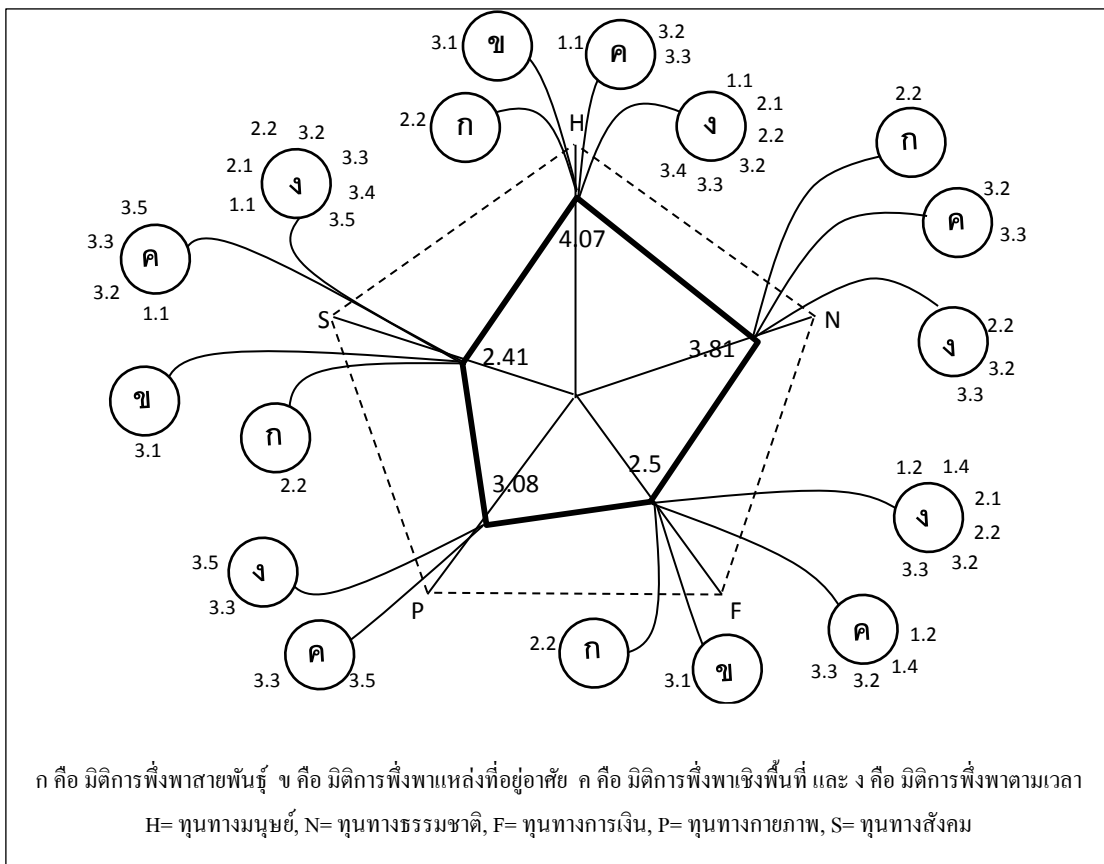 3.1 ข 1.1 ค 3.2
3.3
2.2 ก H ง 1.1
2.1
2.2
3.2
3.3
3.4
2.2
ก
ค 3.2
3.3
2.2 3.2
2.1 ง 3.3
1.1 3.4
3.5
3.5
3.3 ค
3.2
1.1
4.07
S 2.41 3.81 N
ง 2.2
3.2
3.3
ข
3.1
ก
2.2
3.08 2.5
1.2 1.4
ง 2.1
2.2
3.3 3.2
3.5 ง
3.3
P F
3.3 ค 3.5
2.2 ก
3.1 ข
ค 1.2
3.3 3.2 1.4
ก คือ มิติการพึ่งพาสายพันธุ์ ข คือ มิติการพึ่งพาแหล่งที่อยู่อาศัย ค คือ มิติการพึ่งพาเชิงพื้นที่ และ ง คือ มิติการพึ่งพาตามเวลา
H= ทุนทางมนุษย์, N= ทุนทางธรรมชาติ, F= ทุนทางการเงิน, P= ทุนทางกายภาพ, S= ทุนทางสังคม